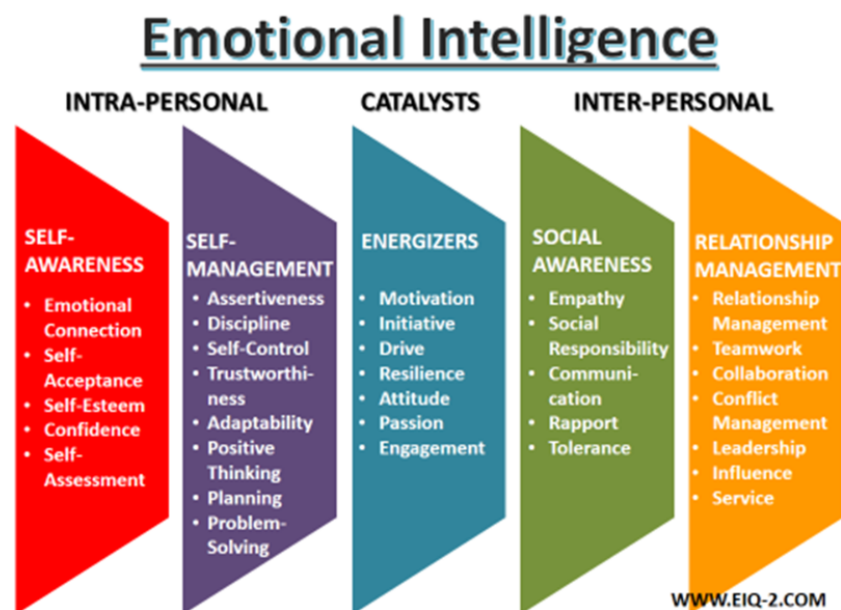 Emotional Intelligence
INTRA-PERSONAL
CATALYSTS
INTER-PERSONAL
SELF-
AWARENESS
• Emotional
Connection
• Self-
Acceptance
• Self-Esteem
• Confidence
• Self-
Assessment
SELF-
MANAGEMENT
• Assertiveness
• Discipline
• Self-Control
• Trustworthi-
ness
• Adaptability
• Positive
Thinking
• Planning
• Problem-
Solving
ENERGIZERS
• Motivation
• Initiative
• Drive
• Resilience
• Attitude
• Passion
• Engagement
SOCIAL
AWARENESS
• Empathy
• Social
Responsibility
• Communi-
cation
• Rapport
• Tolerance
RELATIONSHIP
MANAGEMENT
• Relationship
Management
• Teamwork
• Collaboration
• Conflict
Management
• Leadership
• Influence
• Service
WWW.EIQ-2.COM